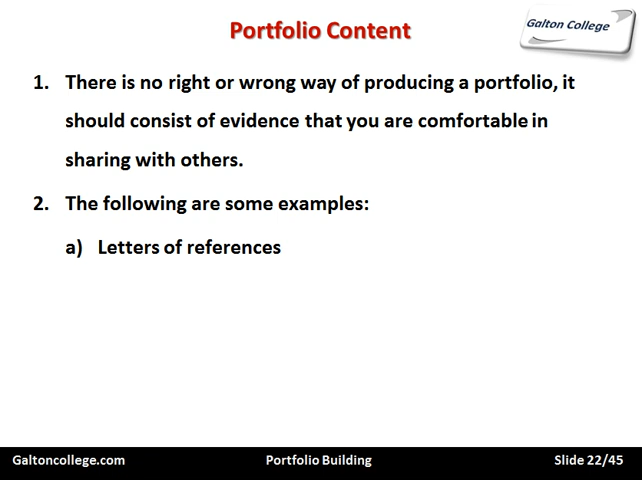 Portfolio Content
Galton College
1. There is no right or wrong way of producing a portfolio, it
should consist of evidence that you are comfortable in
sharing with others.
2. The following are some examples:
a) Letters of references
Galtoncollege.com
Portfolio Building
Slide 22/45